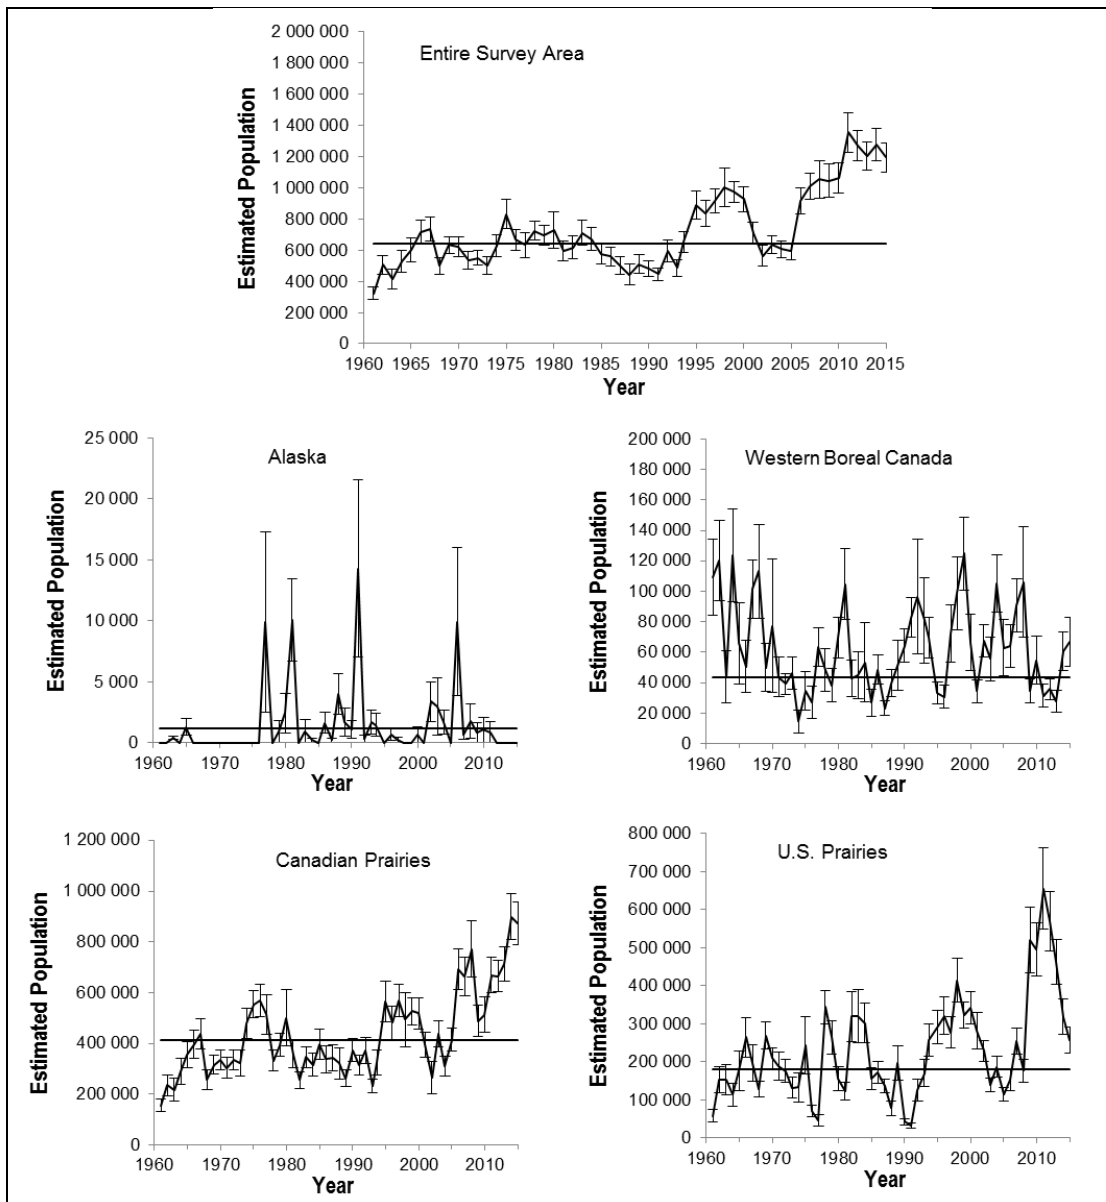 Entire Survey Area
Estimated Population
2 000 000
1 800 000
1 600 000
1 400 000
1 200 000
1 000 000
800 000
600 000
400 000
200 000
0
1960 1965 1970 1975 1980 1985 1990 1995 2000 2005 2010 2015
Year
Alaska
Estimated Population
25 000
20 000
15 000
10 000
5 000
0
1960 1970 1980 1990 2000 2010
Year
Western Boreal Canada
Estimated Population
200 000
180 000
160 000
140 000
120 000
100 000
80 000
60 000
40 000
20 000
0
1960 1970 1980 1990 2000 2010
Year
Canadian Prairies
Estimated Population
1 200 000
1 000 000
800 000
600 000
400 000
200 000
0
1960 1970 1980 1990 2000 2010
Year
U.S. Prairies
Estimated Population
800 000
700 000
600 000
500 000
400 000
300 000
200 000
100 000
0
1960 1970 1980 1990 2000 2010
Year